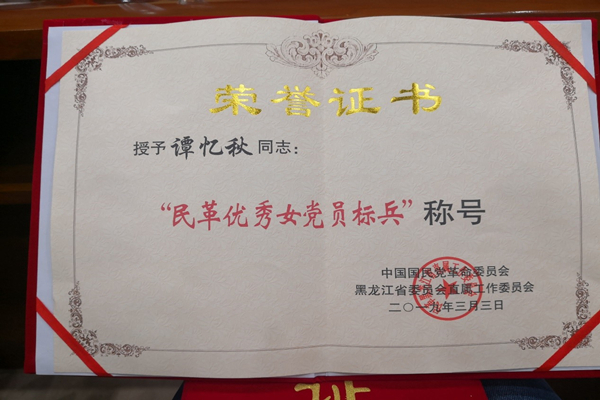 荣誉证书
授予谭忆秋同志：
“民革优秀女党员标兵”称号
中国国民党革命委员会
黑龙江省委员会直属工作委员会
二〇一九年三月三日